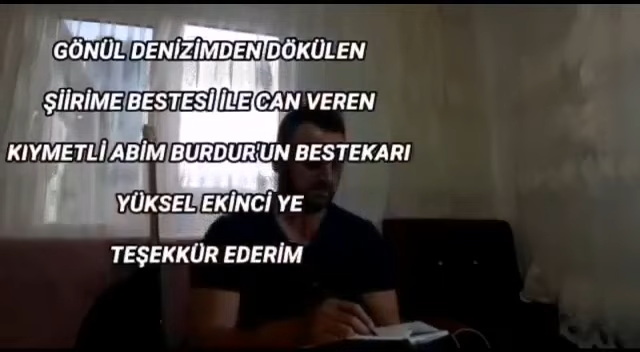 GÖNÜL DENİZİMDEN DÖKÜLEN
ŞİİRİME BESTESİ İLE CAN VEREN
KIYMETLİ ABİM BURDUR'UN BESTEKARI
YÜKSEL EKİNCİ YE
TEŞEKKÜR EDERİM